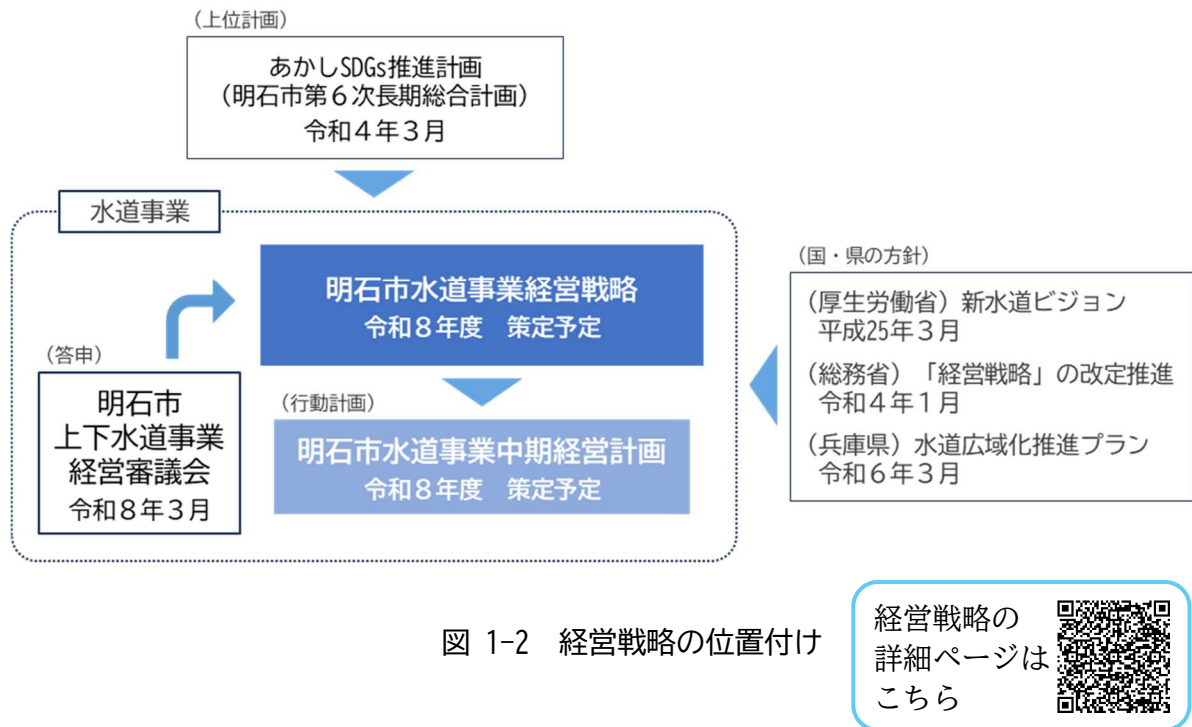 （上位計画）
あかしSDGs推進計画
（明石市第６次長期総合計画）
令和４年３月
水道事業
明石市水道事業経営戦略
令和８年度　策定予定
（答申）
明石市
上下水道事業
経営審議会
令和８年３月
（行動計画）
明石市水道事業中期経営計画
令和８年度　策定予定
（国・県の方針）
（厚生労働省）新水道ビジョン
平成25年３月
（総務省）「経営戦略」の改定推進
令和４年１月
（兵庫県）水道広域化推進プラン
令和６年３月
図 1-2　経営戦略の位置付け
経営戦略の
詳細ページは
こちら